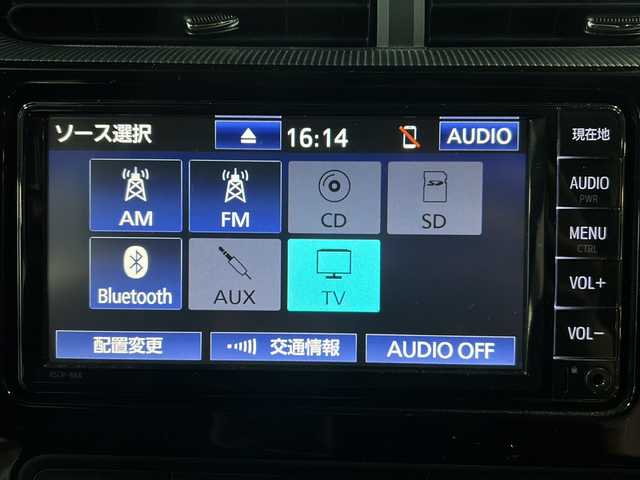 ソース選択 16:14 AUDIO 現在地
AM FM CD SD AUDIO
PWR
MENU
CTRL
Bluetooth AUX TV VOL+
VOL−
配置変更 交通情報 AUDIO OFF